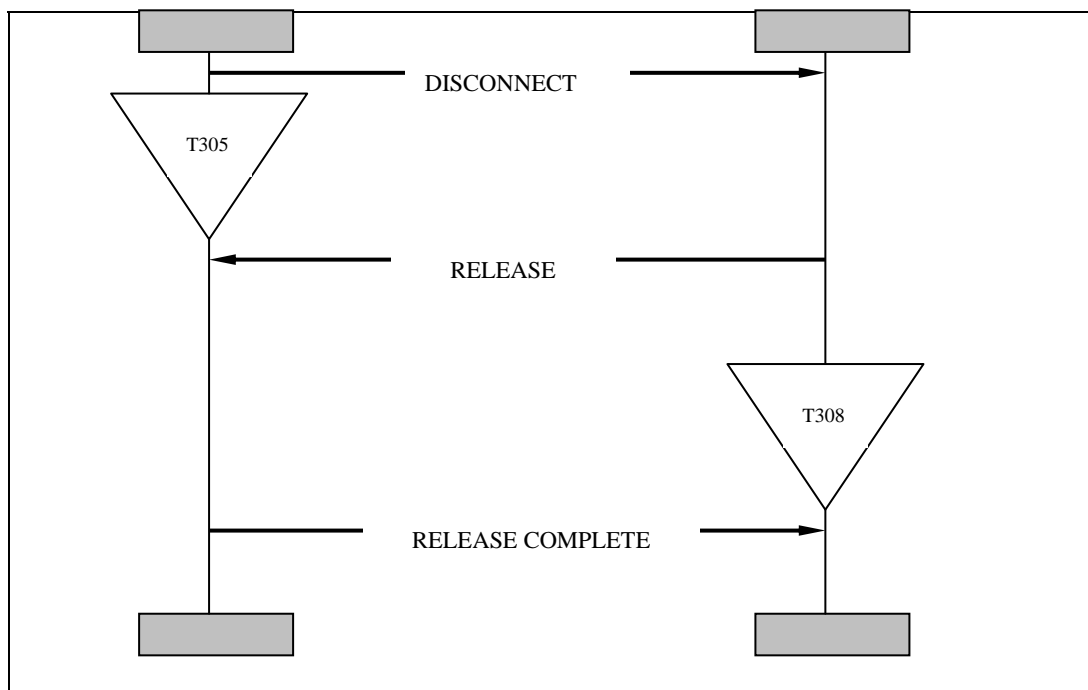 DISCONNECT
T305
RELEASE
T308
RELEASE COMPLETE